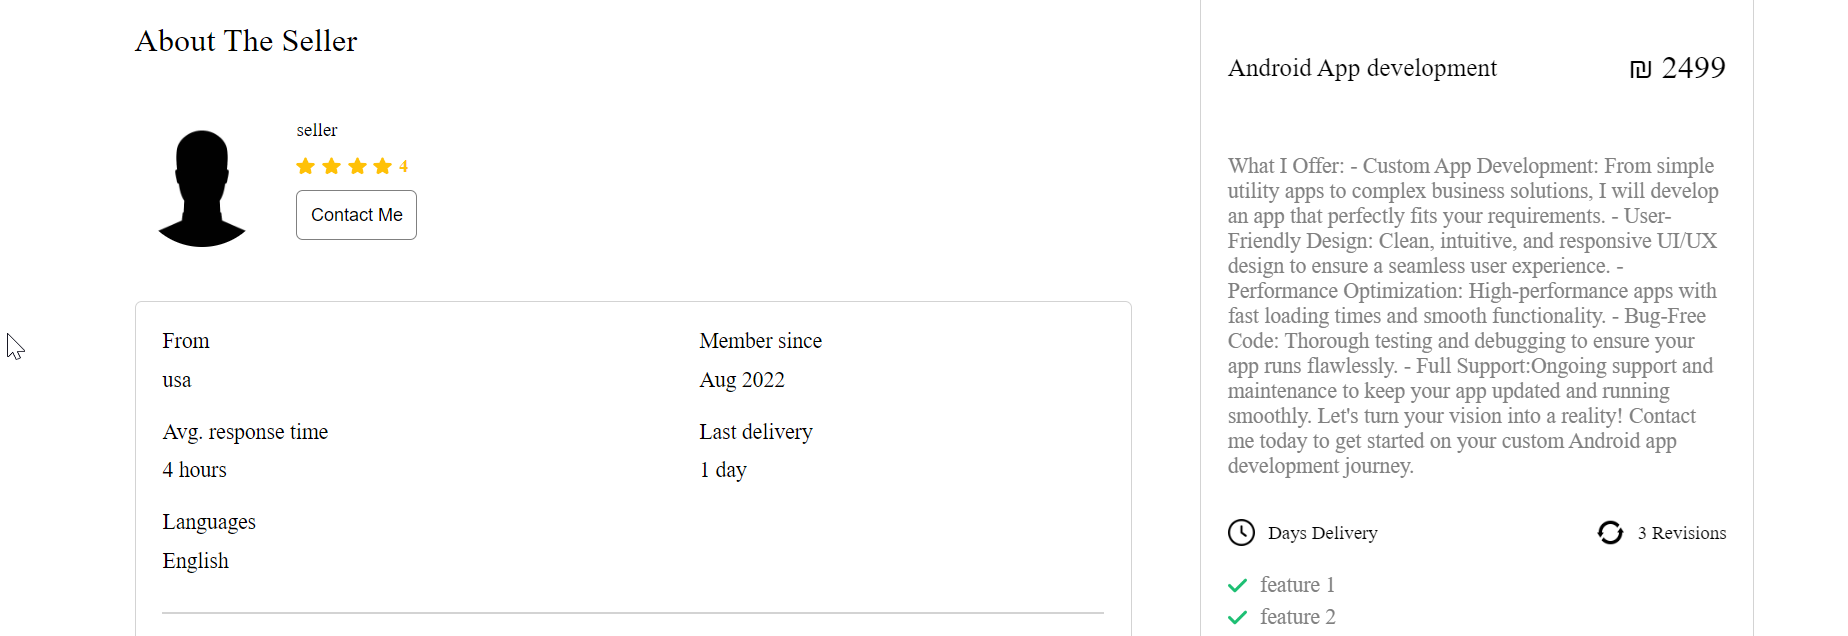 About The Seller
seller
4
Contact Me
From
usa
Member since
Aug 2022
Avg. response time
4 hours
Last delivery
1 day
Languages
English
Android App development
₪ 2499
What I Offer: - Custom App Development: From simple
utility apps to complex business solutions, I will develop
an app that perfectly fits your requirements. - User-
Friendly Design: Clean, intuitive, and responsive UI/UX
design to ensure a seamless user experience. -
Performance Optimization: High-performance apps with
fast loading times and smooth functionality. - Bug-Free
Code: Thorough testing and debugging to ensure your
app runs flawlessly. - Full Support:Ongoing support and
maintenance to keep your app updated and running
smoothly. Let's turn your vision into a reality! Contact
me today to get started on your custom Android app
development journey.
Days Delivery
3 Revisions
feature 1
feature 2